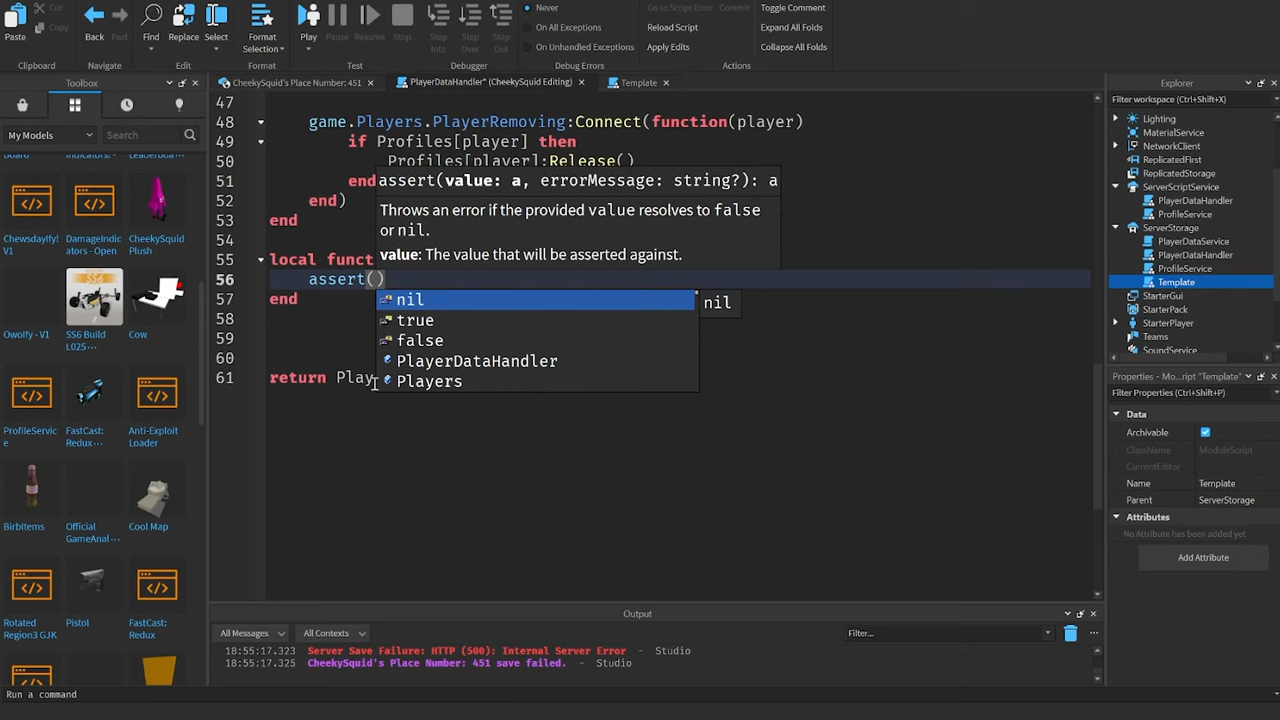 Cut
Copy
Paste
Back
Fwd
Find
Replace
Select
Format
Selection
Play
Pause
Resume
Stop
Step
Into
Step
Over
Step
Out
Never
On All Exceptions
On Unhandled Exceptions
Go to Script Error
Commit
Reload Script
Apply Edits
Toggle Comment
Expand All Folds
Collapse All Folds
Clipboard
Navigate
Edit
Format
Test
Debugger
Debug Errors
Actions
Toolbox
CheekySquid's Place Number: 451
PlayerDataHandler* (CheekySquid Editing)
Template
Explorer
My Models
Search
Board
Indicators.·
LeaderBoa···
ChewsdayIfy!
V1
DamageIndic
ators - Open
CheekySquid
Plush
OwoIfy - V1
SS6 Build
L025 ···
Cow
ProfileServic
e
FastCast:
Redux ···
Anti-Exploit
Loader
BirbItems
Official
GameAnal···
Cool Map
Rotated
Region3 GJK
Pistol
FastCast:
Redux
47
48 game.Players.PlayerRemoving:Connect(function(player)
49 if Profiles[player] then
50 Profiles[player]:Release()
51 end
52 end)
53 end
54
55 local funct
56 assert()
57 end
58
59
60
61 return Play
assert(value: a, errorMessage: string?): a
Throws an error if the provided value resolves to false
or nil.
value: The value that will be asserted against.
nil
true
false
PlayerDataHandler
Players
nil
Filter workspace (Ctrl+Shift+X)
Lighting
MaterialService
NetworkClient
ReplicatedFirst
ReplicatedStorage
ServerScriptService
PlayerDataHandler
ProfileService
ServerStorage
PlayerDataService
PlayerDataHandler
ProfileService
Template
StarterGui
StarterPack
StarterPlayer
Teams
SoundService
Properties - Mo...ript "Template"
Filter Properties (Ctrl+Shift+P)
Data
Archivable
ClassName ModuleScript
CurrentEditor
Name Template
Parent ServerStorage
Attributes
No Attribute has been added yet
Add Attribute
Output
All Messages
All Contexts
Filter...
18:55:17.323 Server Save Failure: HTTP (500): Internal Server Error - Studio
18:55:17.325 CheekySquid's Place Number: 451 save failed. - Studio
Run a command